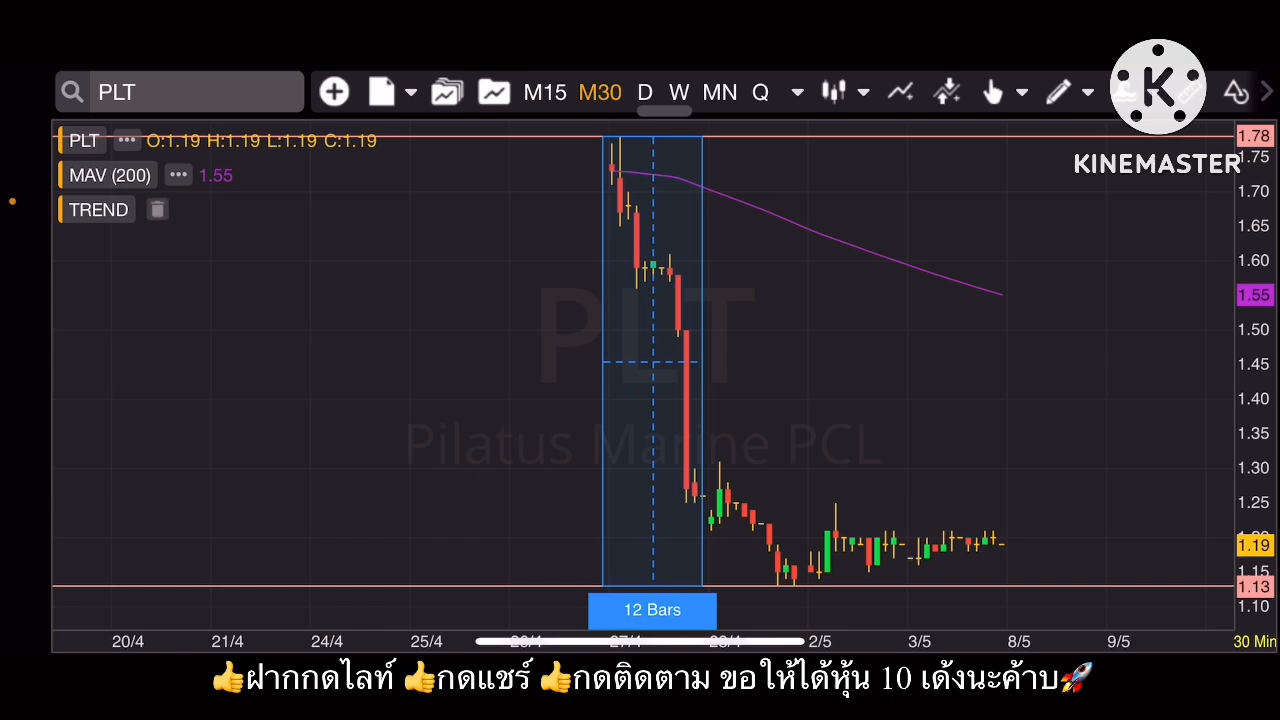 PLT M15 M30 D W MN Q
KINEMASTER
PLT ••• O:1.19 H:1.19 L:1.19 C:1.19
MAV (200) ••• 1.55
TREND
1.78
1.75
1.70
1.65
1.60
1.55
1.50
1.45
1.40
1.35
1.30
1.25
1.19
1.15
1.13
1.10
PLT
Pilatus Marine PCL
12 Bars
20/4 21/4 24/4 25/4 2/5 3/5 8/5 9/5 30 Min
👍ฝากกดไลท์ 👍กดแชร์ 👍กดติดตาม ขอให้ได้หุ้น 10 เด้งนะค้าบ🚀